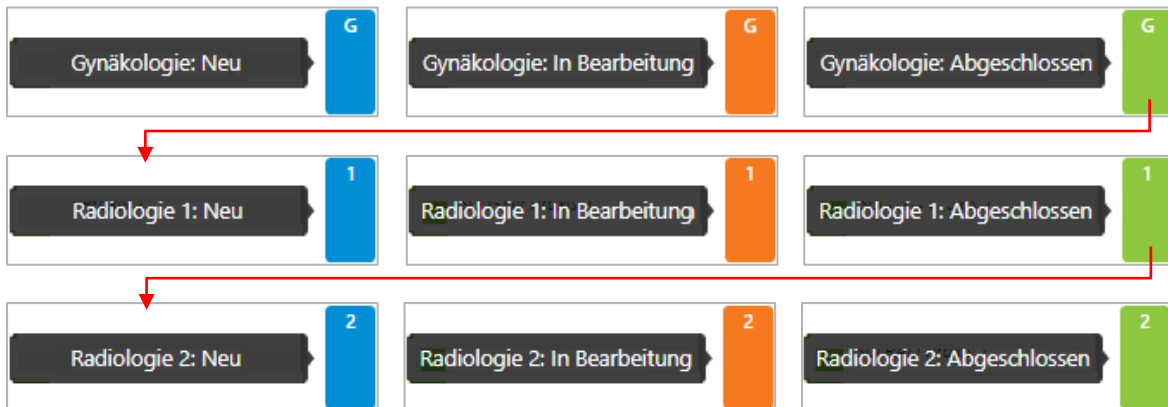 G
Gynäkologie: Neu
G
Gynäkologie: In Bearbeitung
G
Gynäkologie: Abgeschlossen
1
Radiologie 1: Neu
1
Radiologie 1: In Bearbeitung
1
Radiologie 1: Abgeschlossen
2
Radiologie 2: Neu
2
Radiologie 2: In Bearbeitung
2
Radiologie 2: Abgeschlossen